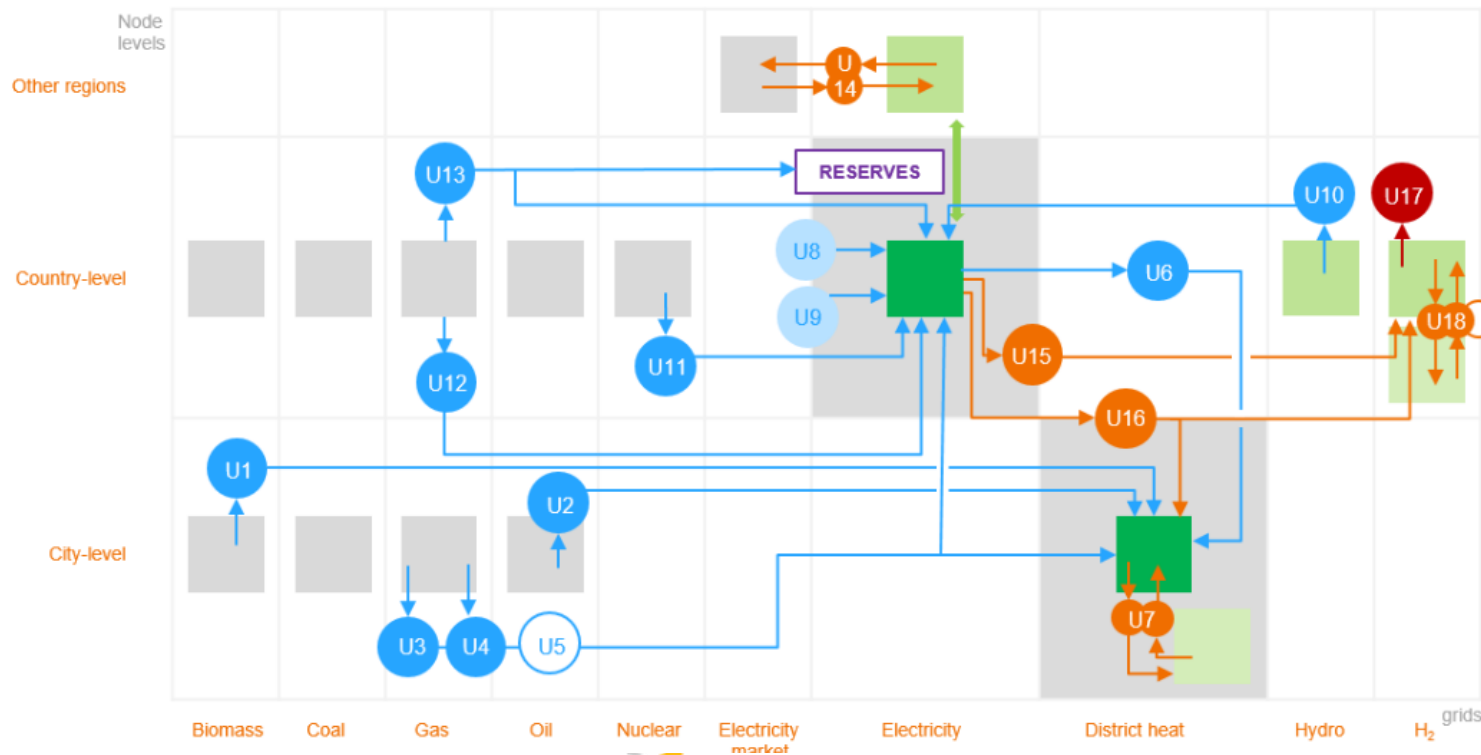 Node
levels
Other regions
U
14
U13
RESERVES
U10
U17
U8
Country-level
U6
U9
U18
U15
U11
U12
U16
U1
U2
City-level
U7
U3
U4
U5
grids
Biomass
Coal
Gas
Oil
Nuclear
Electricity
market
Electricity
District heat
Hydro
H₂